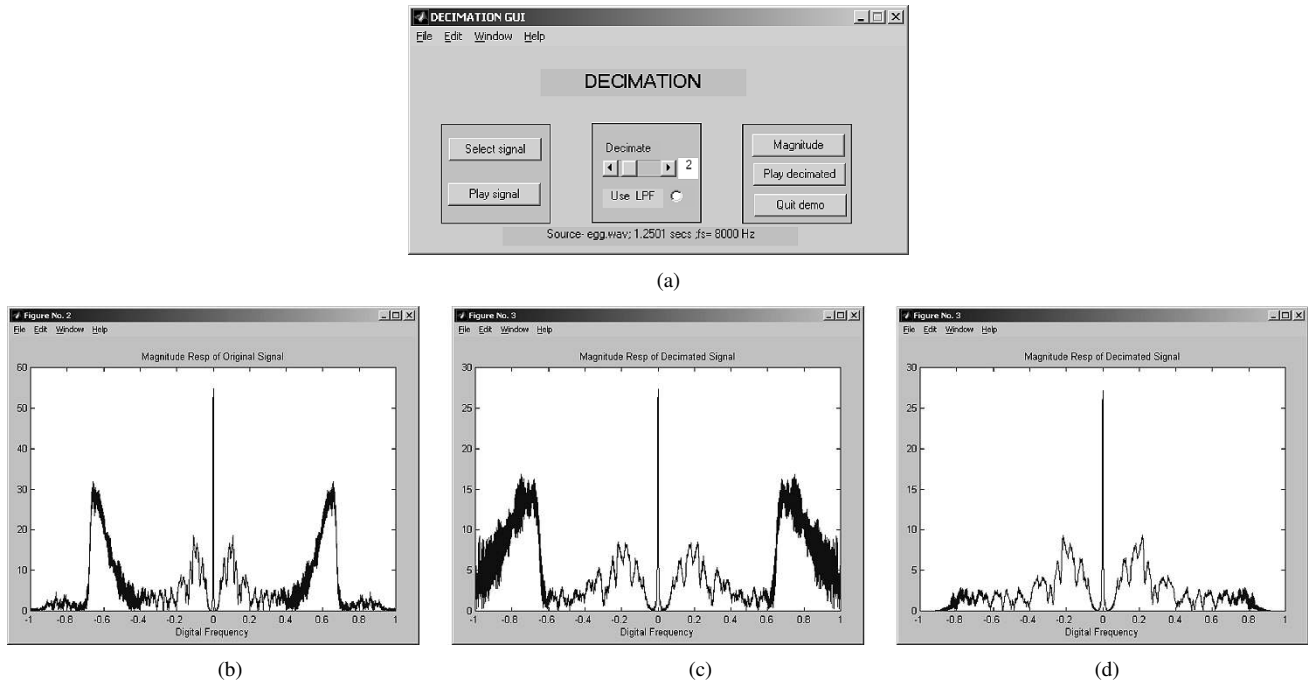 DECIMATION GUI
File Edit Window Help
DECIMATION
Select signal
Play signal
Decimate
2
Use LPF
Magnitude
Play decimated
Quit demo
Source- egg.wav; 1.2501 secs ;fs= 8000 Hz
(a)
Figure No. 2
File Edit Window Help
Magnitude Resp of Original Signal
60
50
40
30
20
10
0
-1 -0.8 -0.6 -0.4 -0.2 0 0.2 0.4 0.6 0.8 1
Digital Frequency
(b)
Figure No. 3
File Edit Window Help
Magnitude Resp of Decimated Signal
30
25
20
15
10
5
0
-1 -0.8 -0.6 -0.4 -0.2 0 0.2 0.4 0.6 0.8 1
Digital Frequency
(c)
Figure No. 3
File Edit Window Help
Magnitude Resp of Decimated Signal
30
25
20
15
10
5
0
-1 -0.8 -0.6 -0.4 -0.2 0 0.2 0.4 0.6 0.8 1
Digital Frequency
(d)